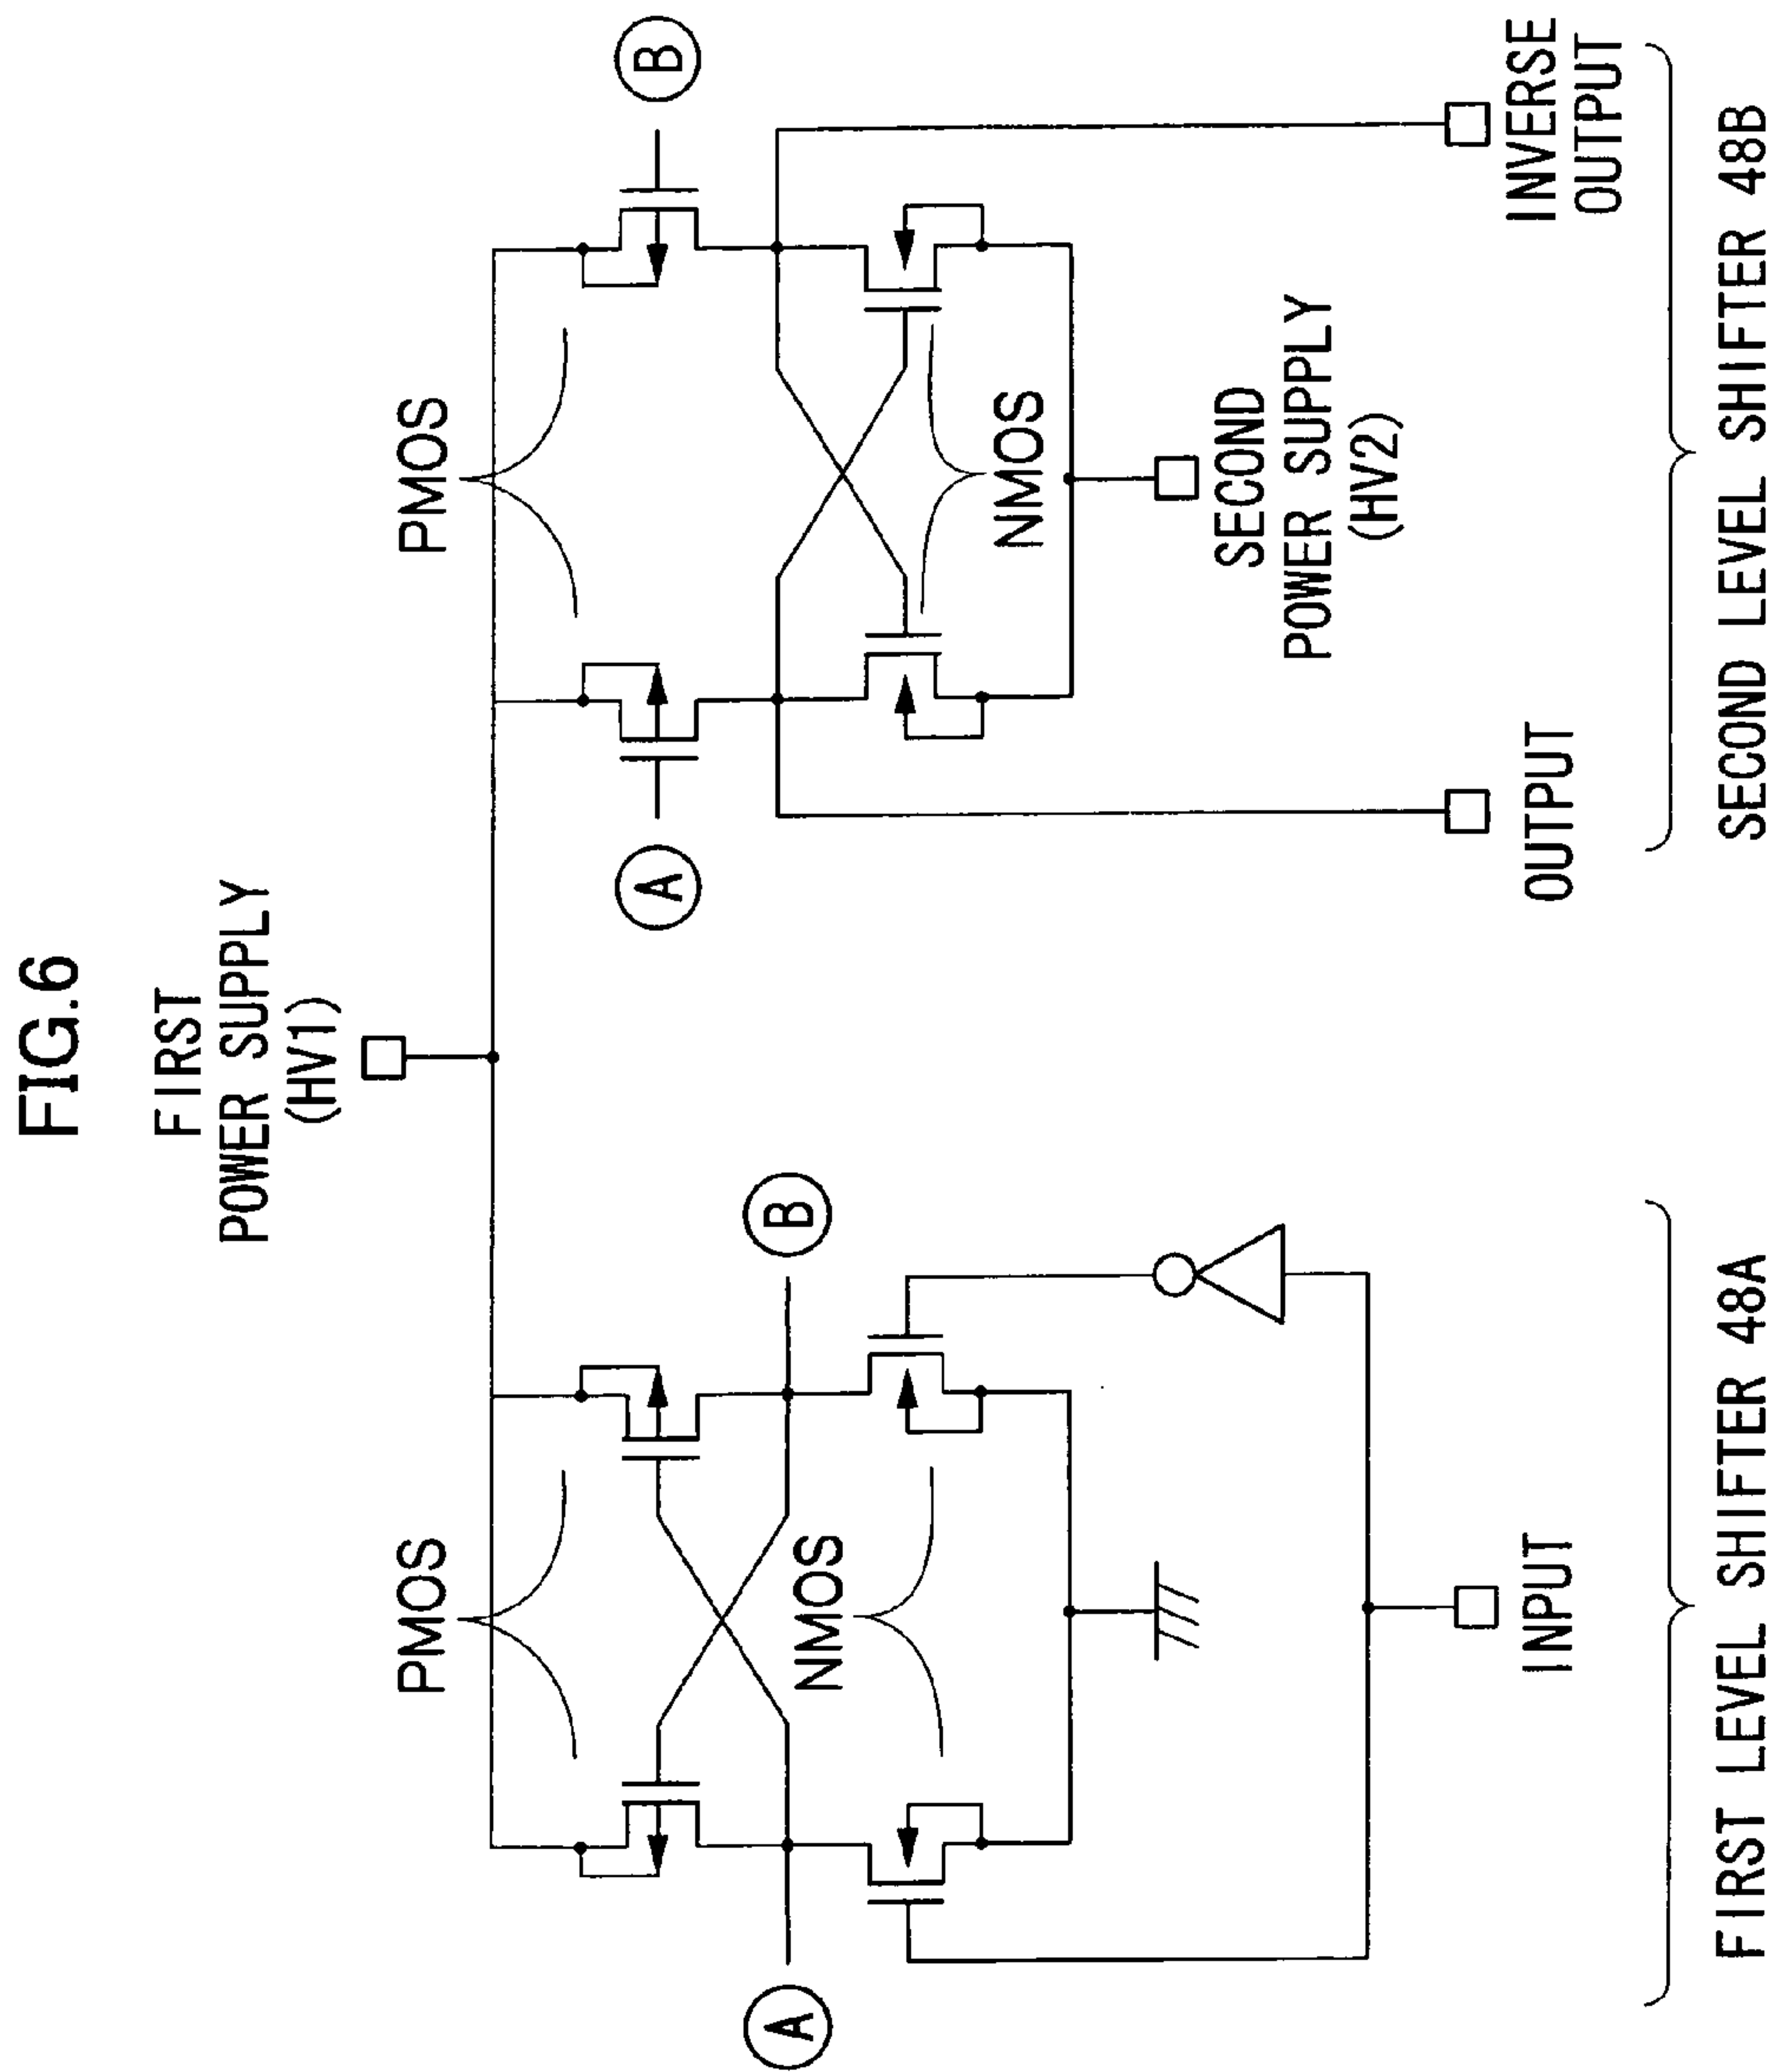 FIG.6
FIRST
POWER SUPPLY
(HV1)
PMOS
PMOS
A
B
A
B
NMOS
NMOS
SECOND
POWER SUPPLY
(HV2)
INPUT
OUTPUT
INVERSE
OUTPUT
FIRST LEVEL SHIFTER 48A
SECOND LEVEL SHIFTER 48B